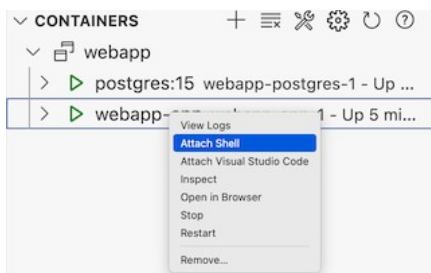 CONTAINERS
webapp
postgres:15 webapp-postgres-1 - Up ...
webapp- 1 - Up 5 mi...
View Logs
Attach Shell
Attach Visual Studio Code
Inspect
Open in Browser
Stop
Restart
Remove...